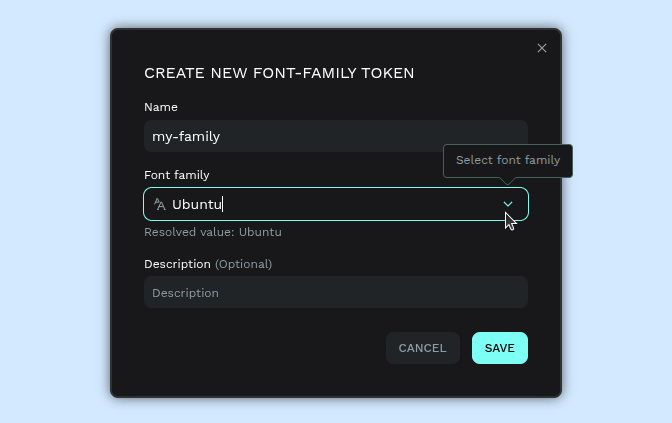 CREATE NEW FONT-FAMILY TOKEN
Name
my-family
Select font family
Font family
Ubuntu
Resolved value: Ubuntu
Description (Optional)
Description
CANCEL SAVE